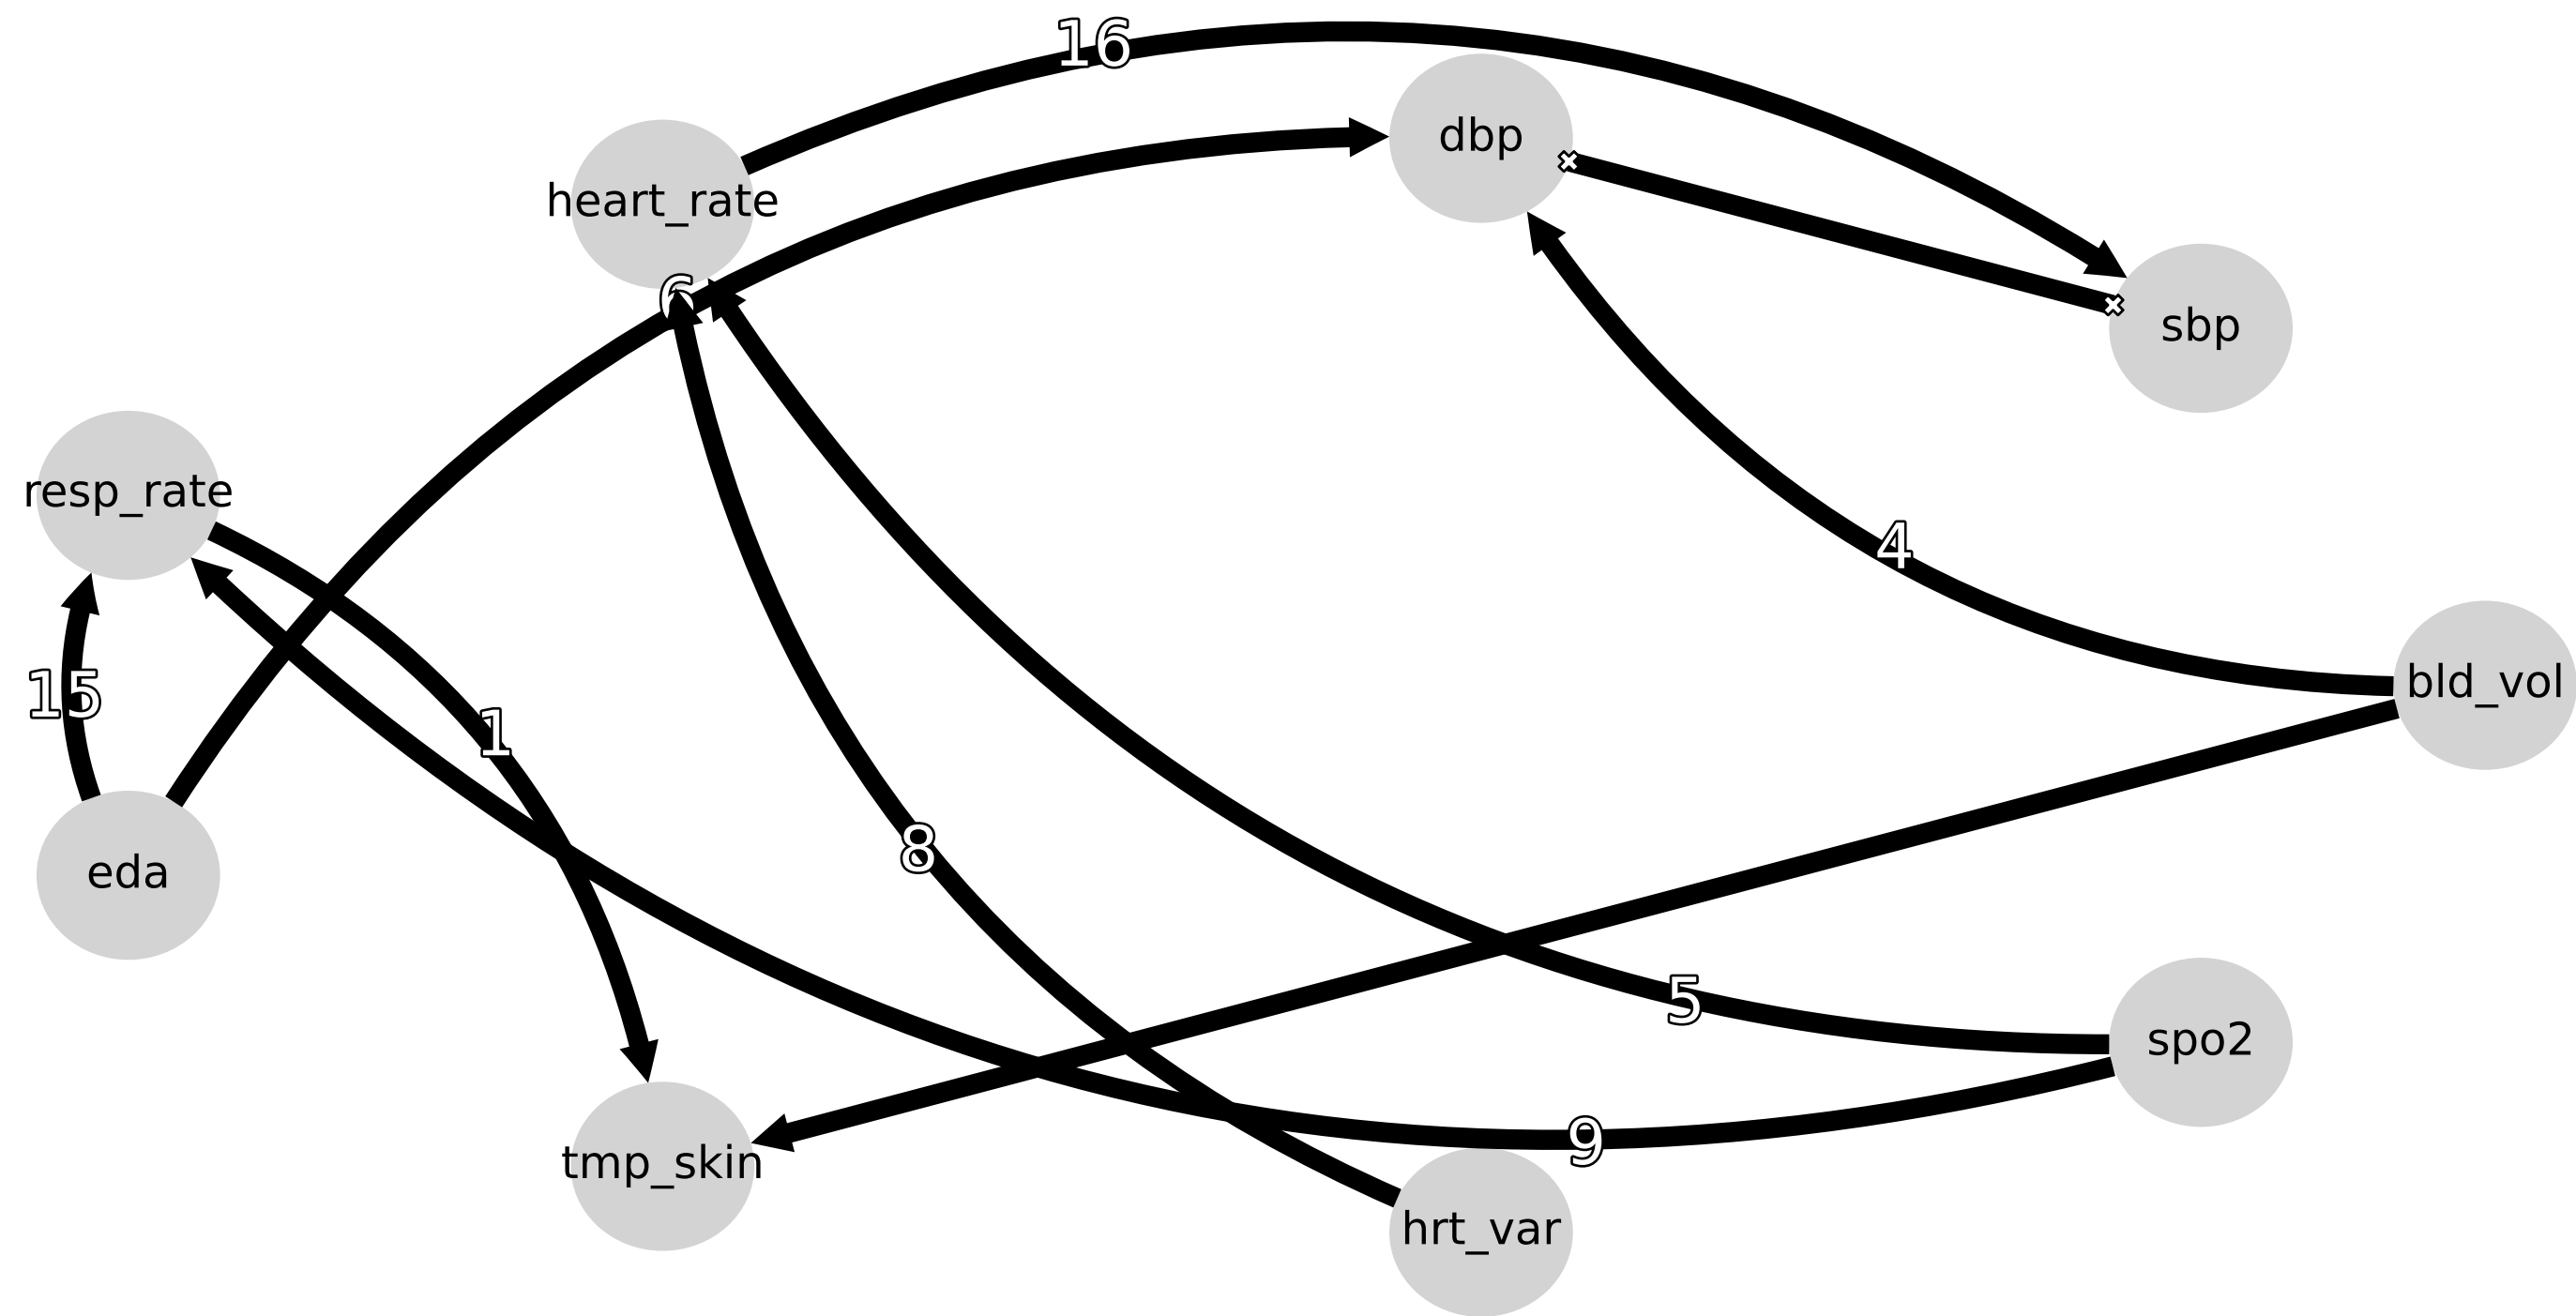 16
dbp
heart_rate
6
sbp
resp_rate
4
15
1
bld_vol
8
eda
5
spo2
9
tmp_skin
hrt_var